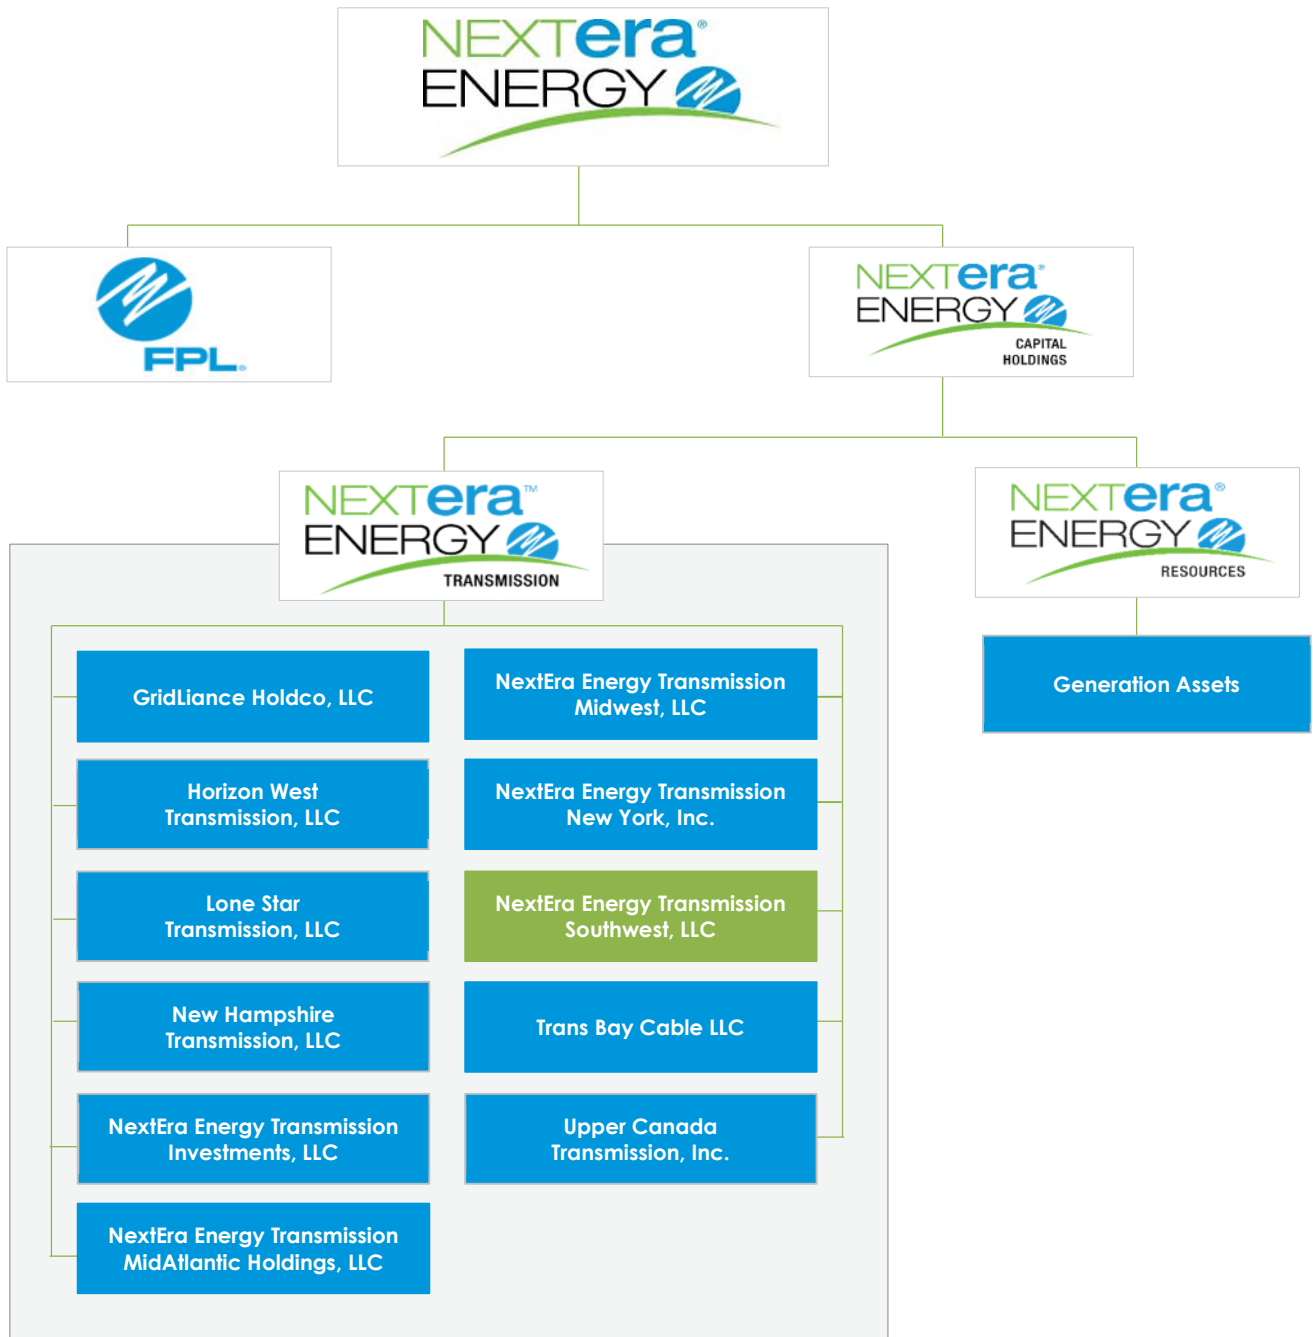 NEXTera®
ENERGY
FPL®
NEXTera®
ENERGY
CAPITAL
HOLDINGS
NEXTera™
ENERGY
TRANSMISSION
NEXTera®
ENERGY
RESOURCES
GridLiance Holdco, LLC
Horizon West
Transmission, LLC
Lone Star
Transmission, LLC
New Hampshire
Transmission, LLC
NextEra Energy Transmission
Investments, LLC
NextEra Energy Transmission
MidAtlantic Holdings, LLC
NextEra Energy Transmission
Midwest, LLC
NextEra Energy Transmission
New York, Inc.
NextEra Energy Transmission
Southwest, LLC
Trans Bay Cable LLC
Upper Canada
Transmission, Inc.
Generation Assets